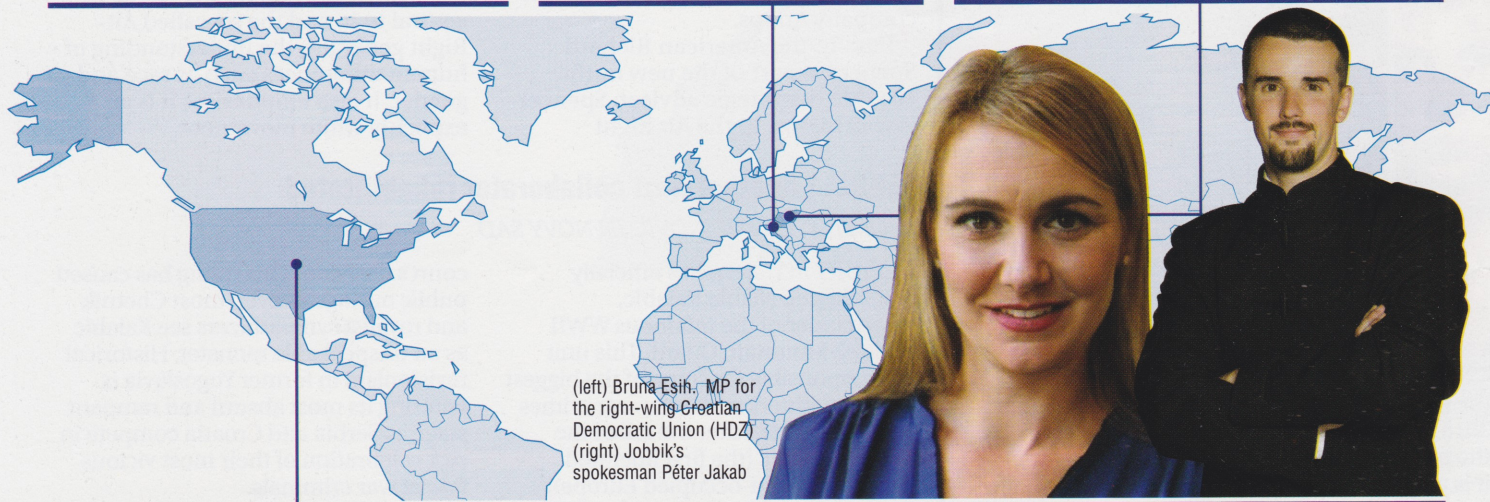 (left) Bruna Esih. MP for
the right-wing Croatian
Democratic Union (HDZ)
(right) Jobbik's
spokesman Péter Jakab